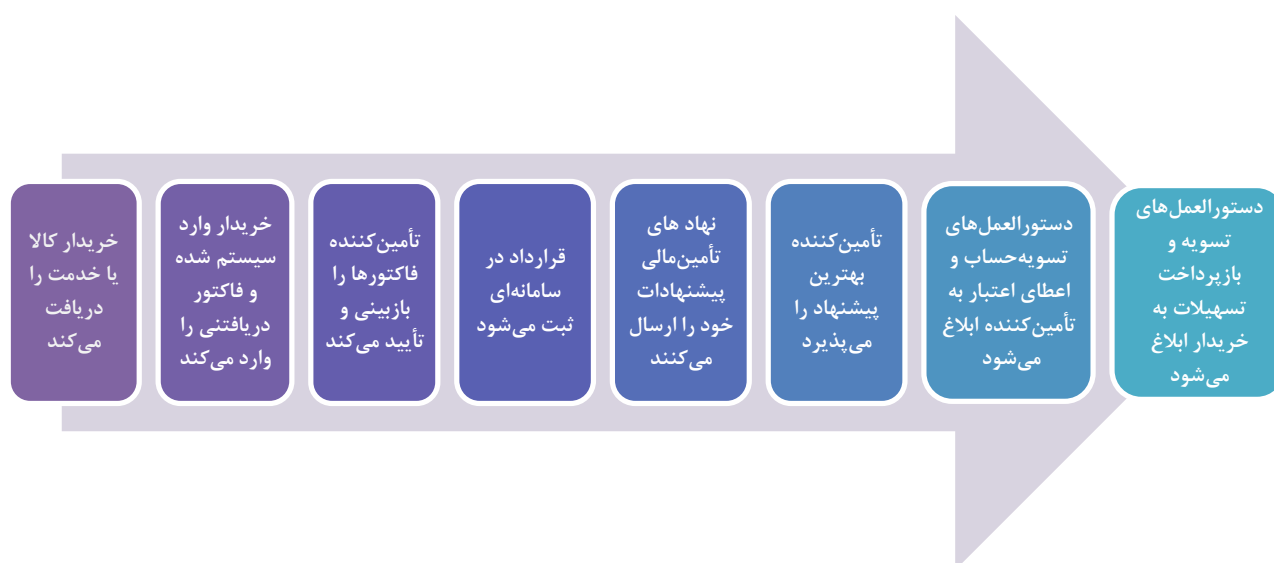 خریدار کالا
یا خدمت را
دریافت
می‌کند
خریدار وارد
سیستم شده
و فاکتور
دریافتنی را
وارد می‌کند
تأمین‌کننده
فاکتورها را
بازبینی و
تأیید می‌کند
قرارداد در
سامانه‌ای
ثبت می‌شود
نهاد های
تأمین‌مالی
پیشنهادات
خود را ارسال
می‌کنند
تأمین‌کننده
بهترین
پیشنهاد را
می‌پذیرد
دستورالعمل‌های
تسویه‌حساب و
اعطای اعتبار به
تأمین‌کننده ابلاغ
می‌شود
دستورالعمل‌های
تسویه و
بازپرداخت
تسهیلات به
خریدار ابلاغ
می‌شود